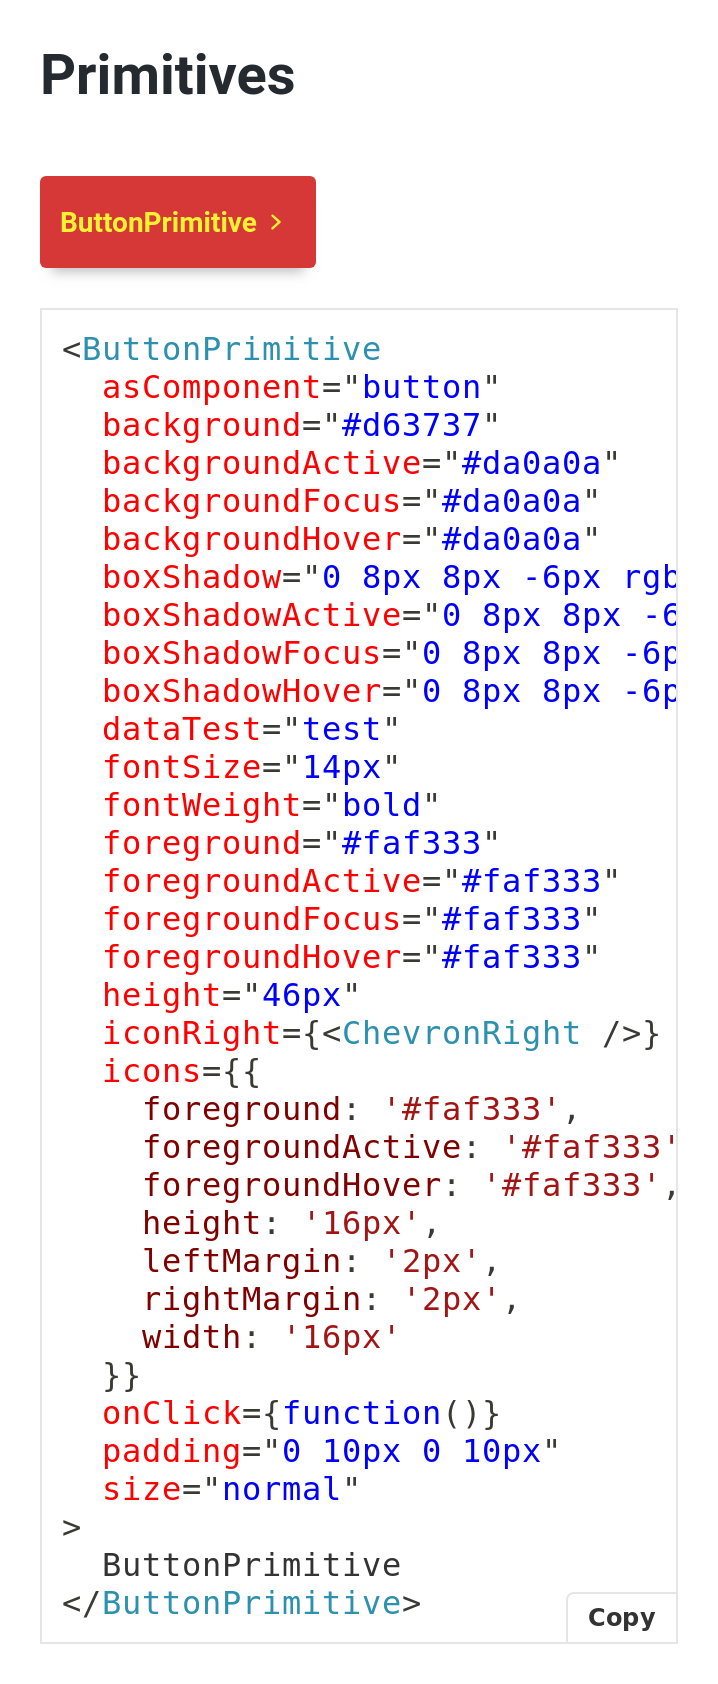 Primitives
ButtonPrimitive
<ButtonPrimitive
  asComponent="button"
  background="#d63737"
  backgroundActive="#da0a0a"
  backgroundFocus="#da0a0a"
  backgroundHover="#da0a0a"
  boxShadow="0 8px 8px -6px rgb
  boxShadowActive="0 8px 8px -6
  boxShadowFocus="0 8px 8px -6p
  boxShadowHover="0 8px 8px -6p
  dataTest="test"
  fontSize="14px"
  fontWeight="bold"
  foreground="#faf333"
  foregroundActive="#faf333"
  foregroundFocus="#faf333"
  foregroundHover="#faf333"
  height="46px"
  iconRight={<ChevronRight />}
  icons={{
    foreground: '#faf333',
    foregroundActive: '#faf333'
    foregroundHover: '#faf333',
    height: '16px',
    leftMargin: '2px',
    rightMargin: '2px',
    width: '16px'
  }}
  onClick={function()}
  padding="0 10px 0 10px"
  size="normal"
>
  ButtonPrimitive
</ButtonPrimitive>
Copy